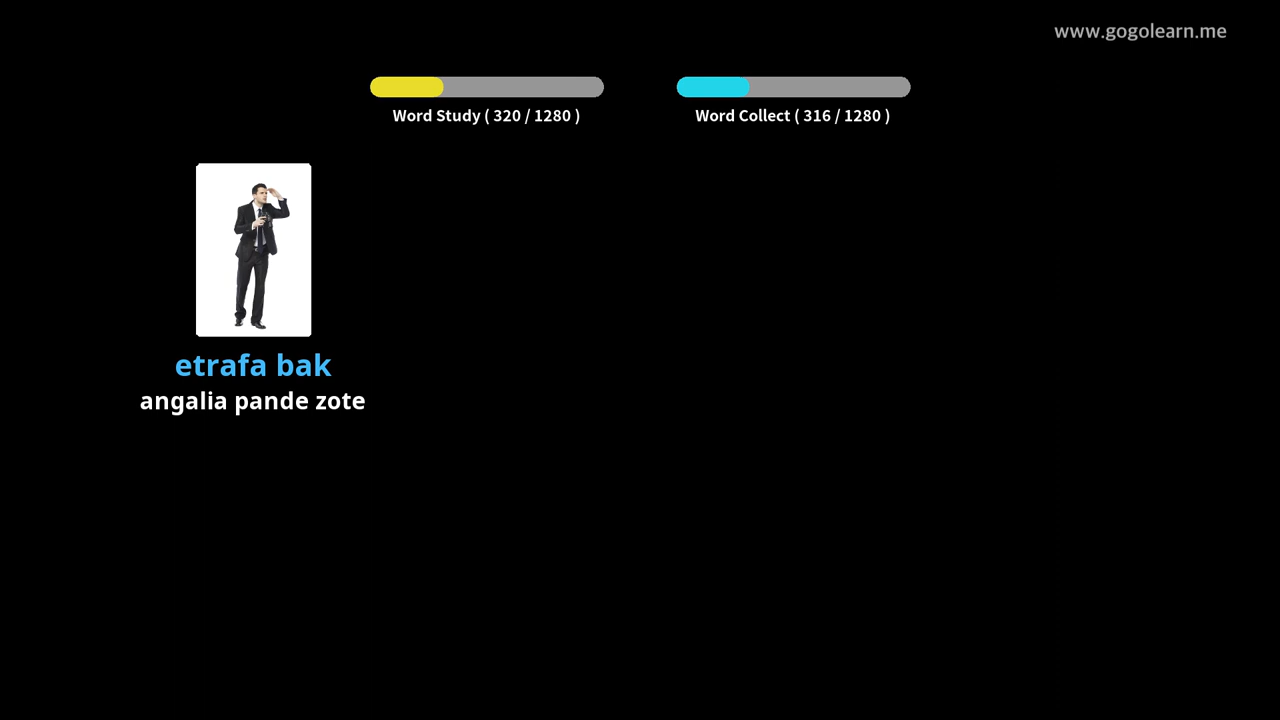 www.gogolearn.me
Word Study ( 320 / 1280 )
Word Collect ( 316 / 1280 )
etrafa bak
angalia pande zote